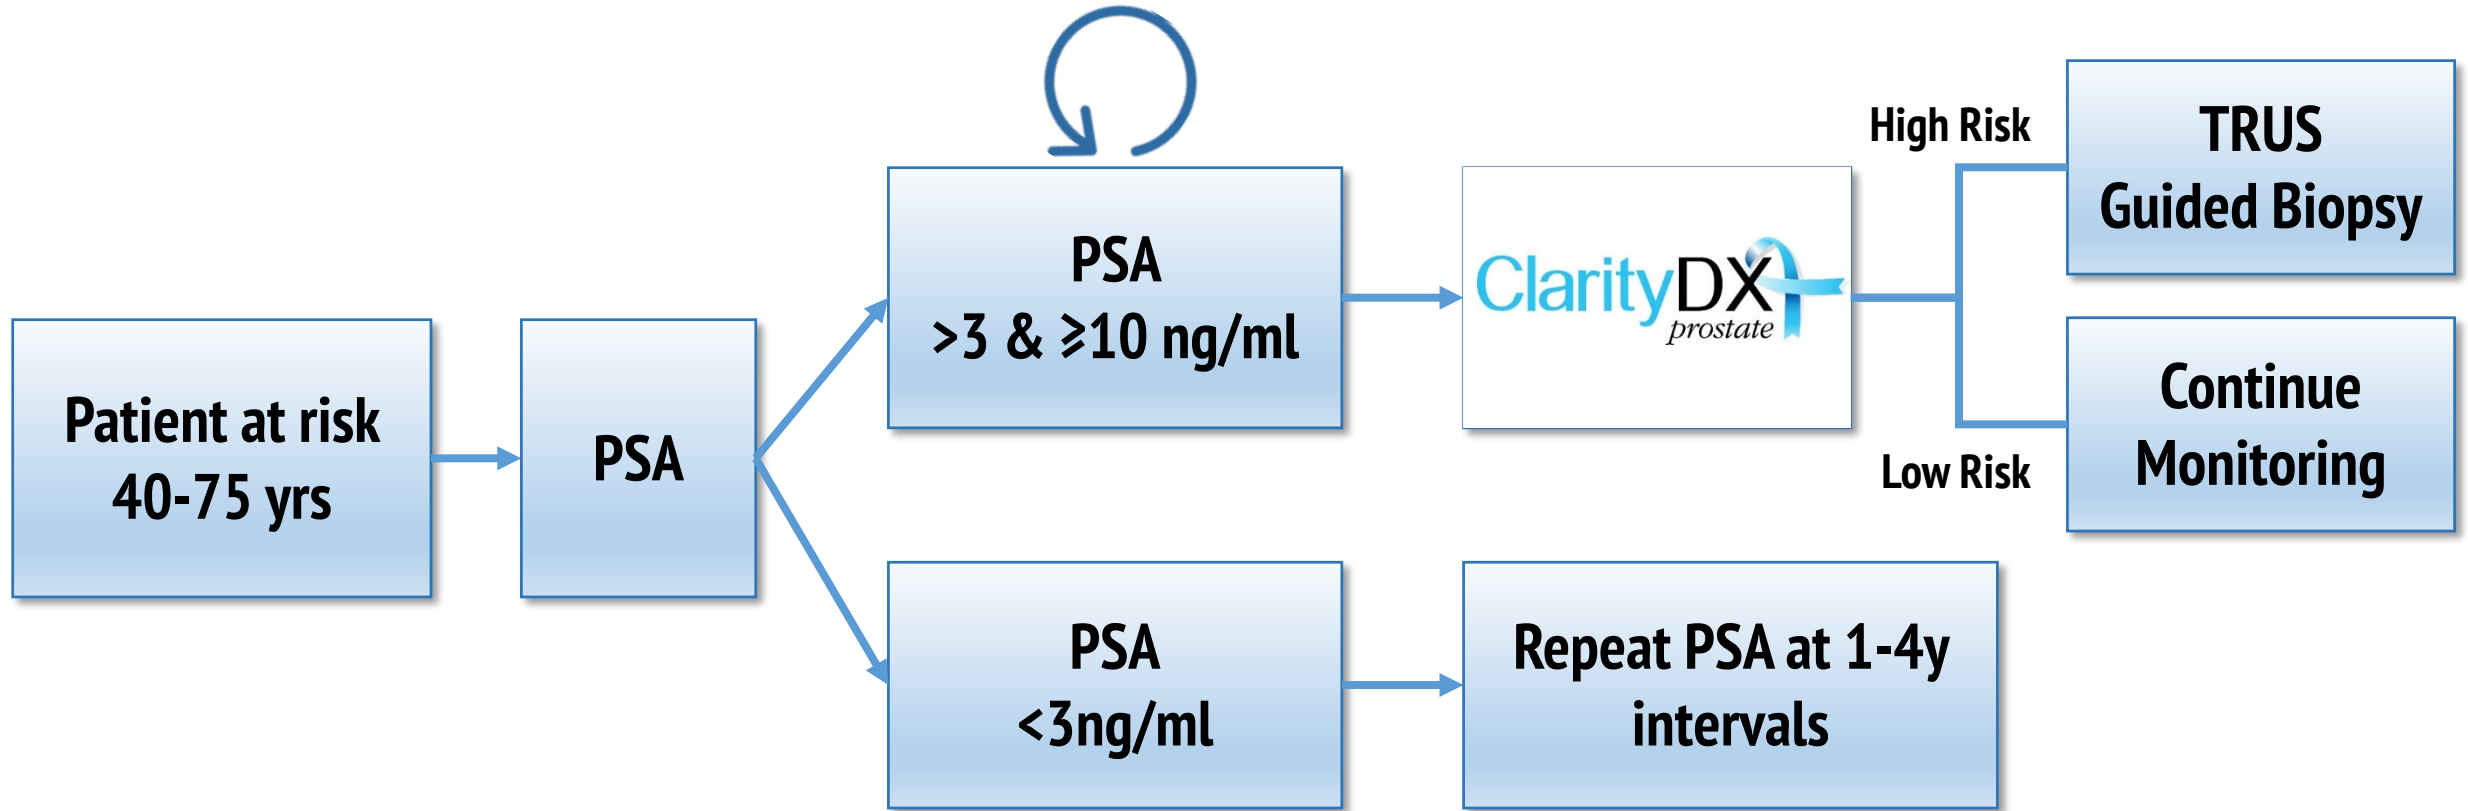 Patient at risk
40-75 yrs
PSA
PSA
>3 & ⩾10 ng/ml
ClarityDX
prostate
High Risk
TRUS
Guided Biopsy
Low Risk
Continue
Monitoring
PSA
<3ng/ml
Repeat PSA at 1-4y
intervals